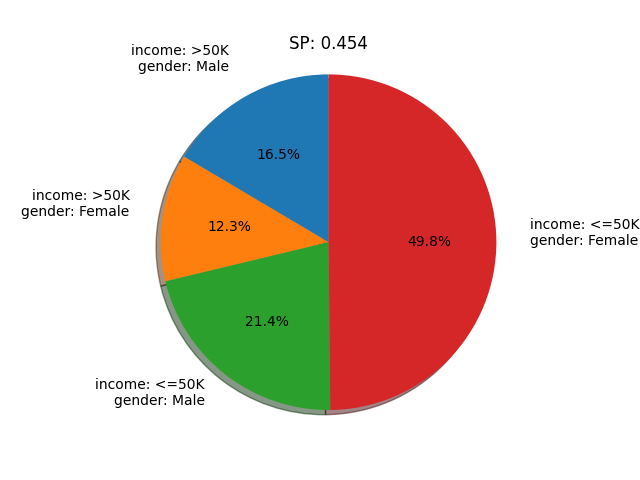 SP: 0.454
income: >50K
gender: Male
16.5%
income: >50K
gender: Female
12.3%
income: <=50K
gender: Female
49.8%
21.4%
income: <=50K
gender: Male